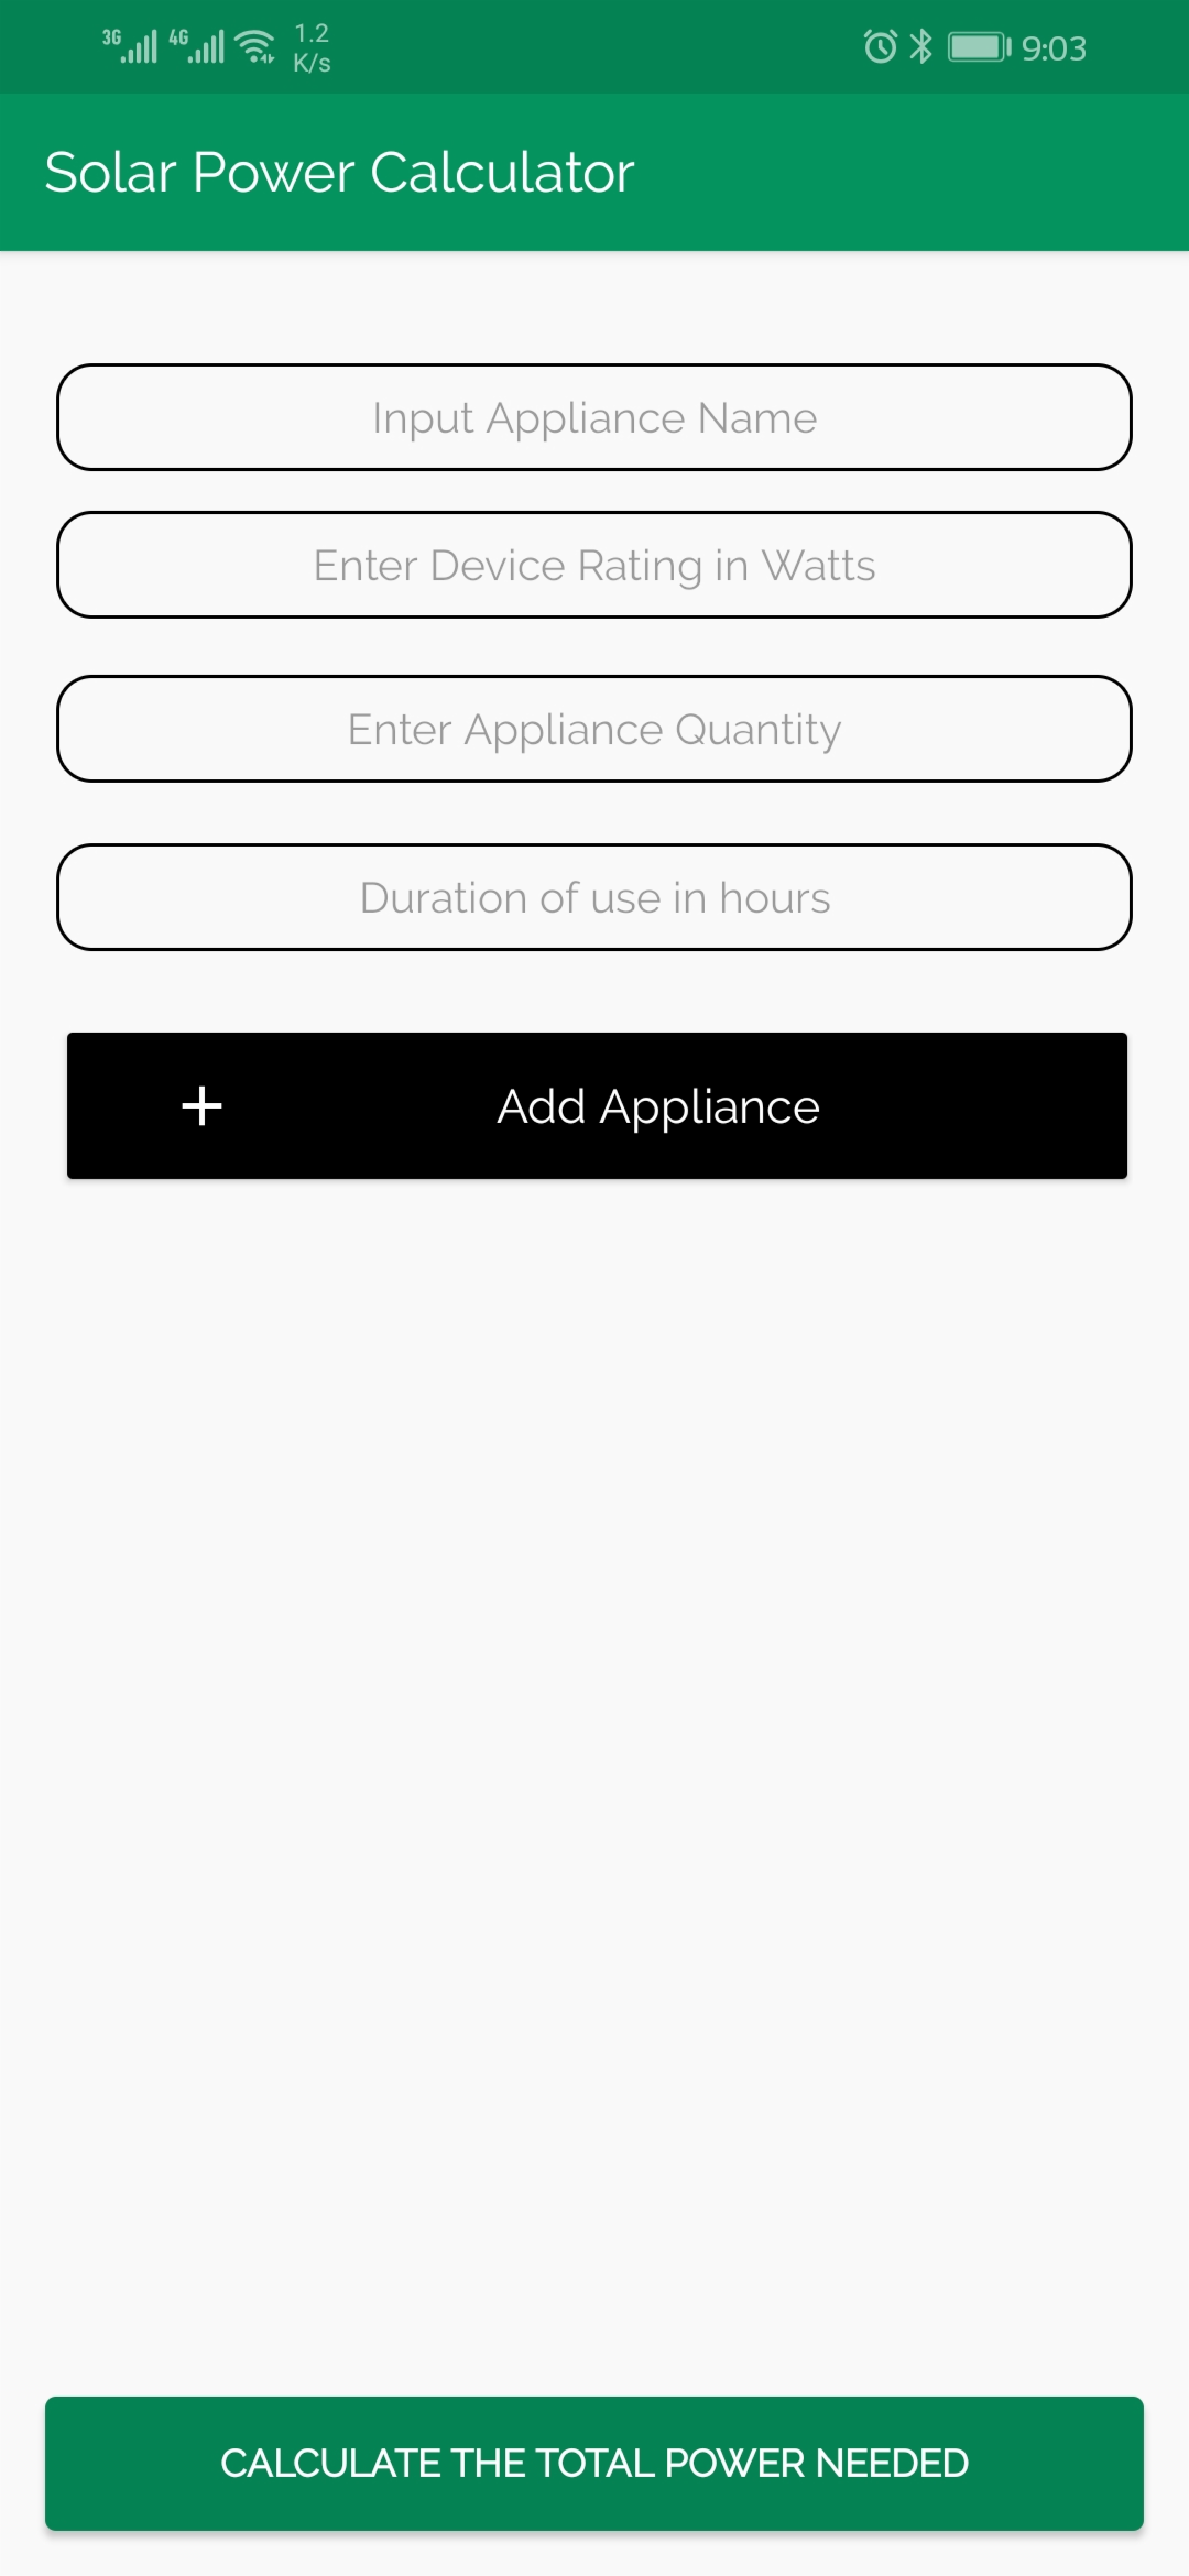 3G 4G 1.2 K/s 9:03
Solar Power Calculator
Input Appliance Name
Enter Device Rating in Watts
Enter Appliance Quantity
Duration of use in hours
+ Add Appliance
CALCULATE THE TOTAL POWER NEEDED